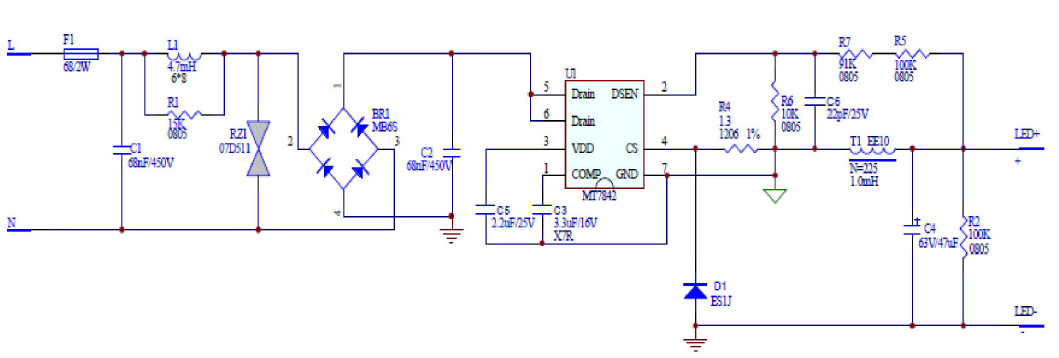 L
F1
68/2W
L1
4.7mH
6*8
R1
15K
0805
C1
68nF/450V
RZ1
07D511
N
1
2
3
4
BR1
MB6S
C2
68nF/450V
U1
5 Drain DSEN 2
6 Drain
3 VDD CS 4
1 COMP GND 7
MT7842
C5
2.2uF/25V
C3
3.3uF/16V
X7R
R4
1.3
1206 1%
R6
10K
0805
C6
22pF/25V
R7
91K
0805
R5
100K
0805
T1 EE10
N=225
1.0mH
LED+
+
C4
63V/47uF
+
R2
100K
0805
D1
ES1J
LED-
-